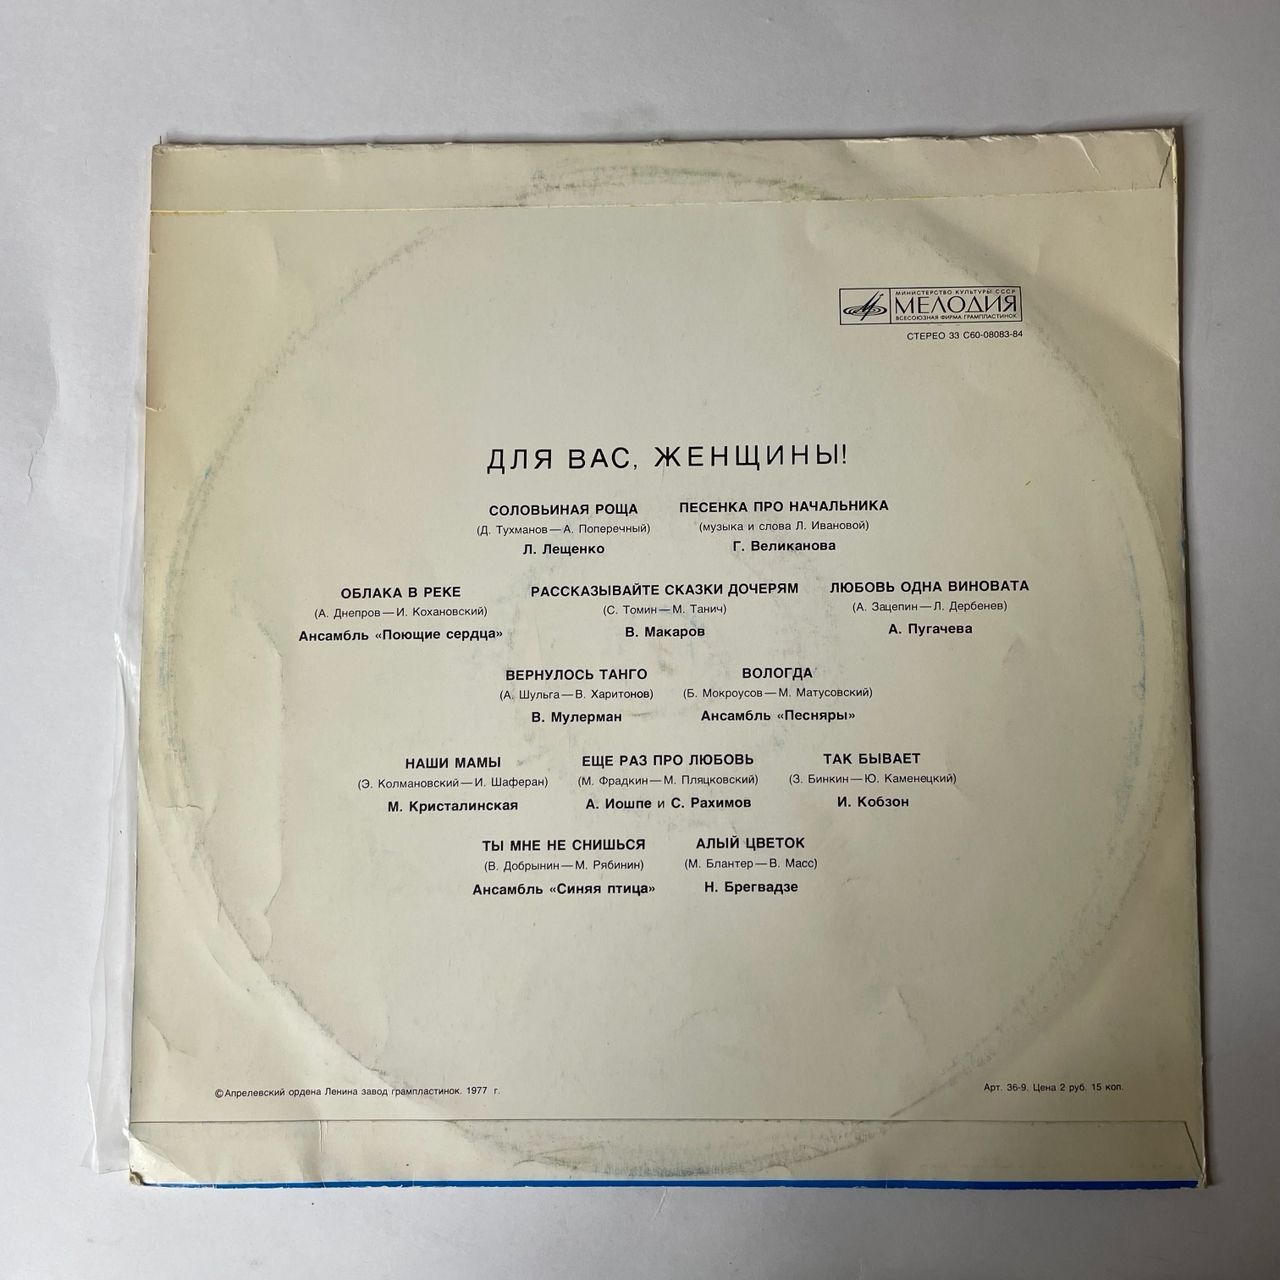 МИНИСТЕРСТВО КУЛЬТУРЫ СССР
МЕЛОДИЯ
ВСЕСОЮЗНАЯ ФИРМА ГРАМПЛАСТИНОК
СТЕРЕО 33 С60-08083-84
ДЛЯ ВАС, ЖЕНЩИНЫ!
СОЛОВЬИНАЯ РОЩА
(Д. Тухманов — А. Поперечный)
Л. Лещенко
ПЕСЕНКА ПРО НАЧАЛЬНИКА
(музыка и слова Л. Ивановой)
Г. Великанова
ОБЛАКА В РЕКЕ
(А. Днепров — И. Кохановский)
Ансамбль «Поющие сердца»
РАССКАЗЫВАЙТЕ СКАЗКИ ДОЧЕРЯМ
(С. Томин — М. Танич)
В. Макаров
ЛЮБОВЬ ОДНА ВИНОВАТА
(А. Зацепин — Л. Дербенев)
А. Пугачева
ВЕРНУЛОСЬ ТАНГО
(А. Шульга — В. Харитонов)
В. Мулерман
ВОЛОГДА
(Б. Мокроусов — М. Матусовский)
Ансамбль «Песняры»
НАШИ МАМЫ
(Э. Колмановский — И. Шаферан)
М. Кристалинская
ЕЩЕ РАЗ ПРО ЛЮБОВЬ
(М. Фрадкин — М. Пляцковский)
А. Иошпе и С. Рахимов
ТАК БЫВАЕТ
(З. Бинкин — Ю. Каменецкий)
И. Кобзон
ТЫ МНЕ НЕ СНИШЬСЯ
(В. Добрынин — М. Рябинин)
Ансамбль «Синяя птица»
АЛЫЙ ЦВЕТОК
(М. Блантер — В. Масс)
Н. Брегвадзе
© Апрелевский ордена Ленина завод грампластинок. 1977 г.
Арт. 36-9. Цена 2 руб. 15 коп.